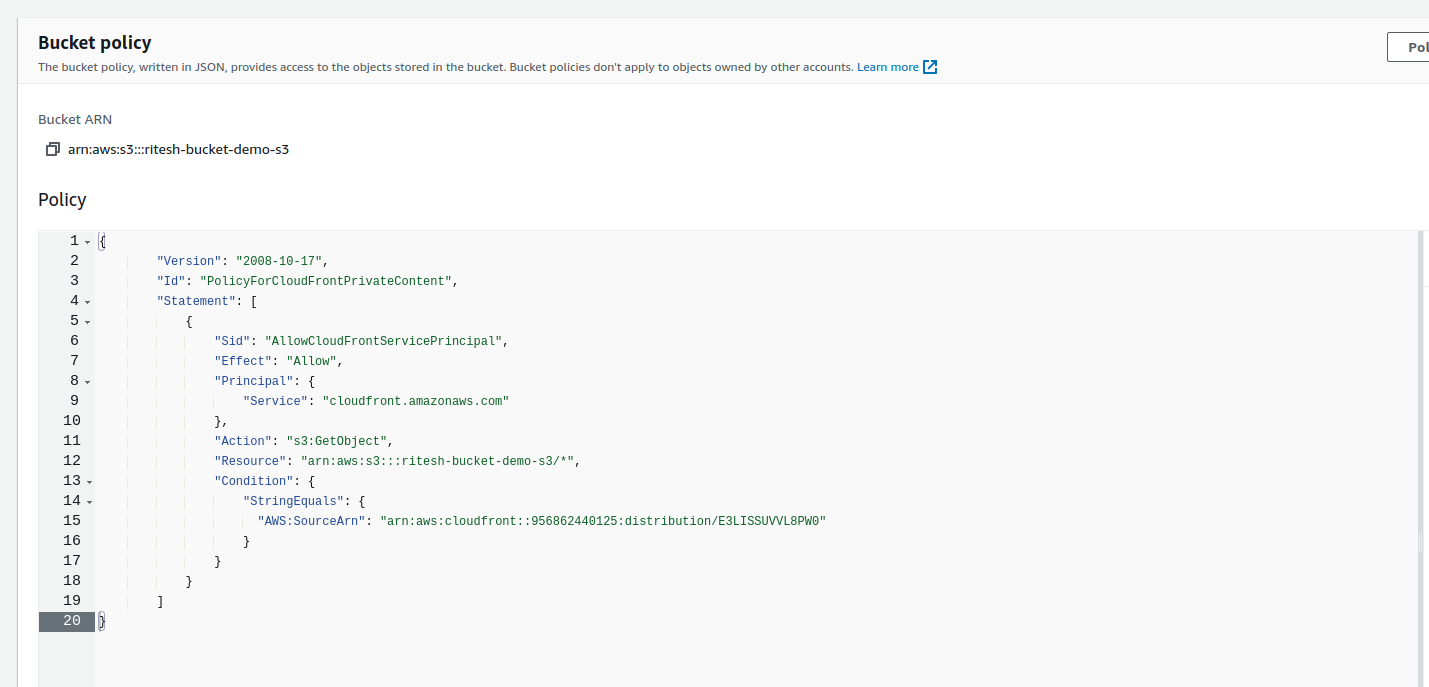 Bucket policy
Pol
The bucket policy, written in JSON, provides access to the objects stored in the bucket. Bucket policies don't apply to objects owned by other accounts. Learn more
Bucket ARN
arn:aws:s3:::ritesh-bucket-demo-s3
Policy
1 {
2 "Version": "2008-10-17",
3 "Id": "PolicyForCloudFrontPrivateContent",
4 "Statement": [
5 {
6 "Sid": "AllowCloudFrontServicePrincipal",
7 "Effect": "Allow",
8 "Principal": {
9 "Service": "cloudfront.amazonaws.com"
10 },
11 "Action": "s3:GetObject",
12 "Resource": "arn:aws:s3:::ritesh-bucket-demo-s3/*",
13 "Condition": {
14 "StringEquals": {
15 "AWS:SourceArn": "arn:aws:cloudfront::956862440125:distribution/E3LISSUVVL8PW0"
16 }
17 }
18 }
19 ]
20 }